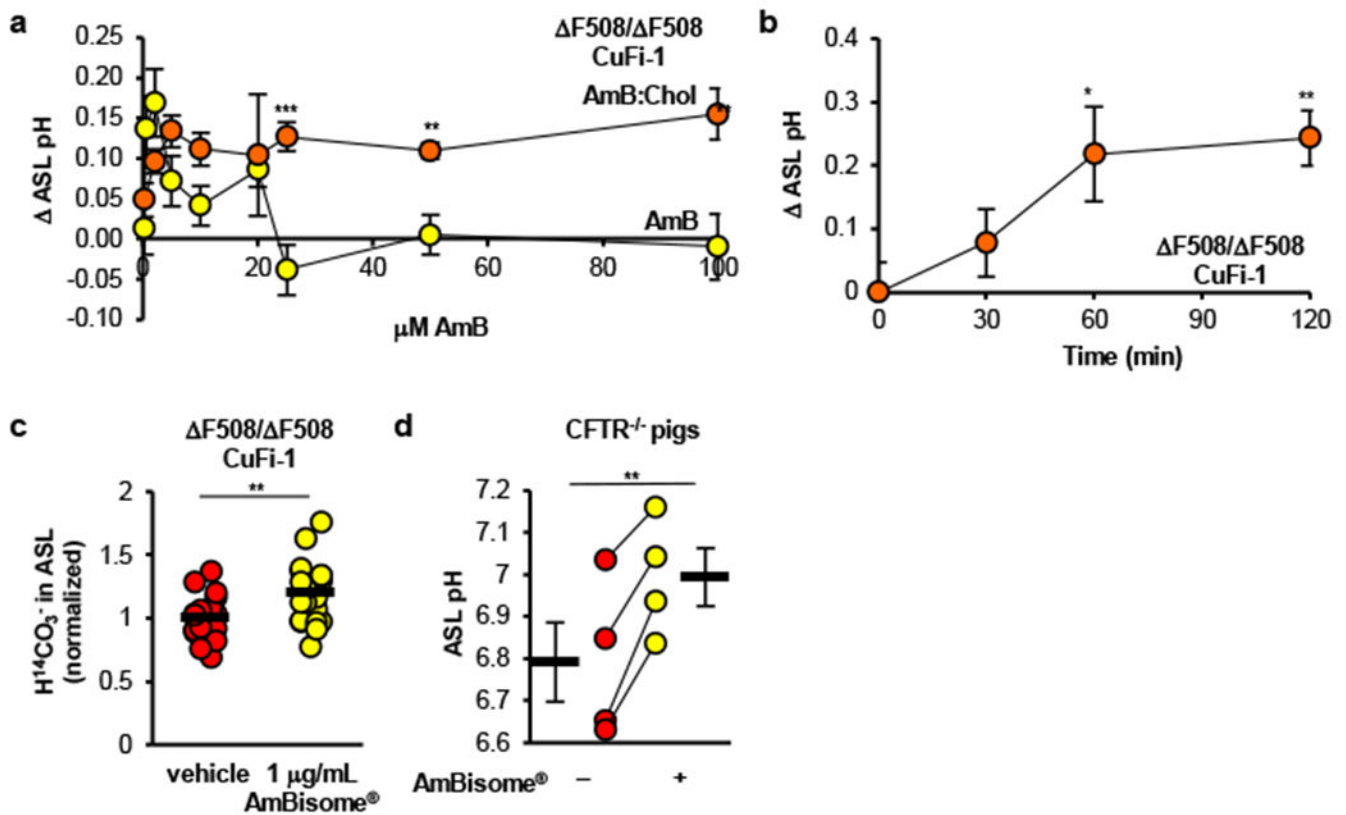 a
0.25
0.20
0.15
0.10
0.05
0.00
-0.05
-0.10
Δ ASL pH
0
20
40
60
80
100
μM AmB
ΔF508/ΔF508
CuFi-1
AmB:Chol
AmB
***
**
**
b
0.4
0.3
0.2
0.1
0
Δ ASL pH
0
30
60
90
120
Time (min)
*
**
ΔF508/ΔF508
CuFi-1
c
ΔF508/ΔF508
CuFi-1
**
2
1.5
1
0.5
0
H¹⁴CO₃⁻ in ASL
(normalized)
vehicle
1 μg/mL
AmBisome®
d
CFTR⁻/⁻ pigs
**
7.2
7.1
7
6.9
6.8
6.7
6.6
ASL pH
AmBisome® – +